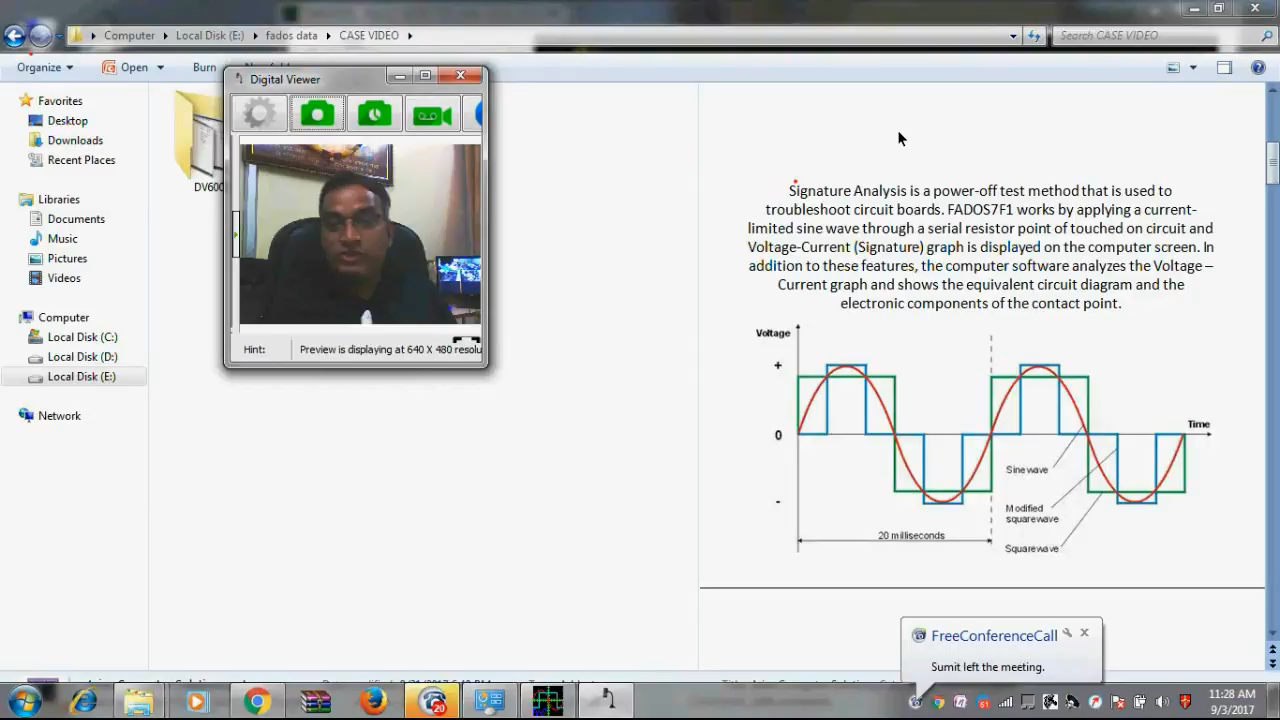 Computer ▸ Local Disk (E:) ▸ fados data ▸ CASE VIDEO ▸
Search CASE VIDEO
Organize
Open
Burn
Favorites
Desktop
Downloads
Recent Places
Libraries
Documents
Music
Pictures
Videos
Computer
Local Disk (C:)
Local Disk (D:)
Local Disk (E:)
Network
DV600
Digital Viewer
Hint:
Preview is displaying at 640 X 480 resolu
Signature Analysis is a power-off test method that is used to
troubleshoot circuit boards. FADOS7F1 works by applying a current-
limited sine wave through a serial resistor point of touched on circuit and
Voltage-Current (Signature) graph is displayed on the computer screen. In
addition to these features, the computer software analyzes the Voltage –
Current graph and shows the equivalent circuit diagram and the
electronic components of the contact point.
Voltage
+
0
-
Time
Sine wave
Modified
squarewave
Squarewave
20 milliseconds
FreeConferenceCall
Sumit left the meeting.
20
61
11:28 AM
9/3/2017